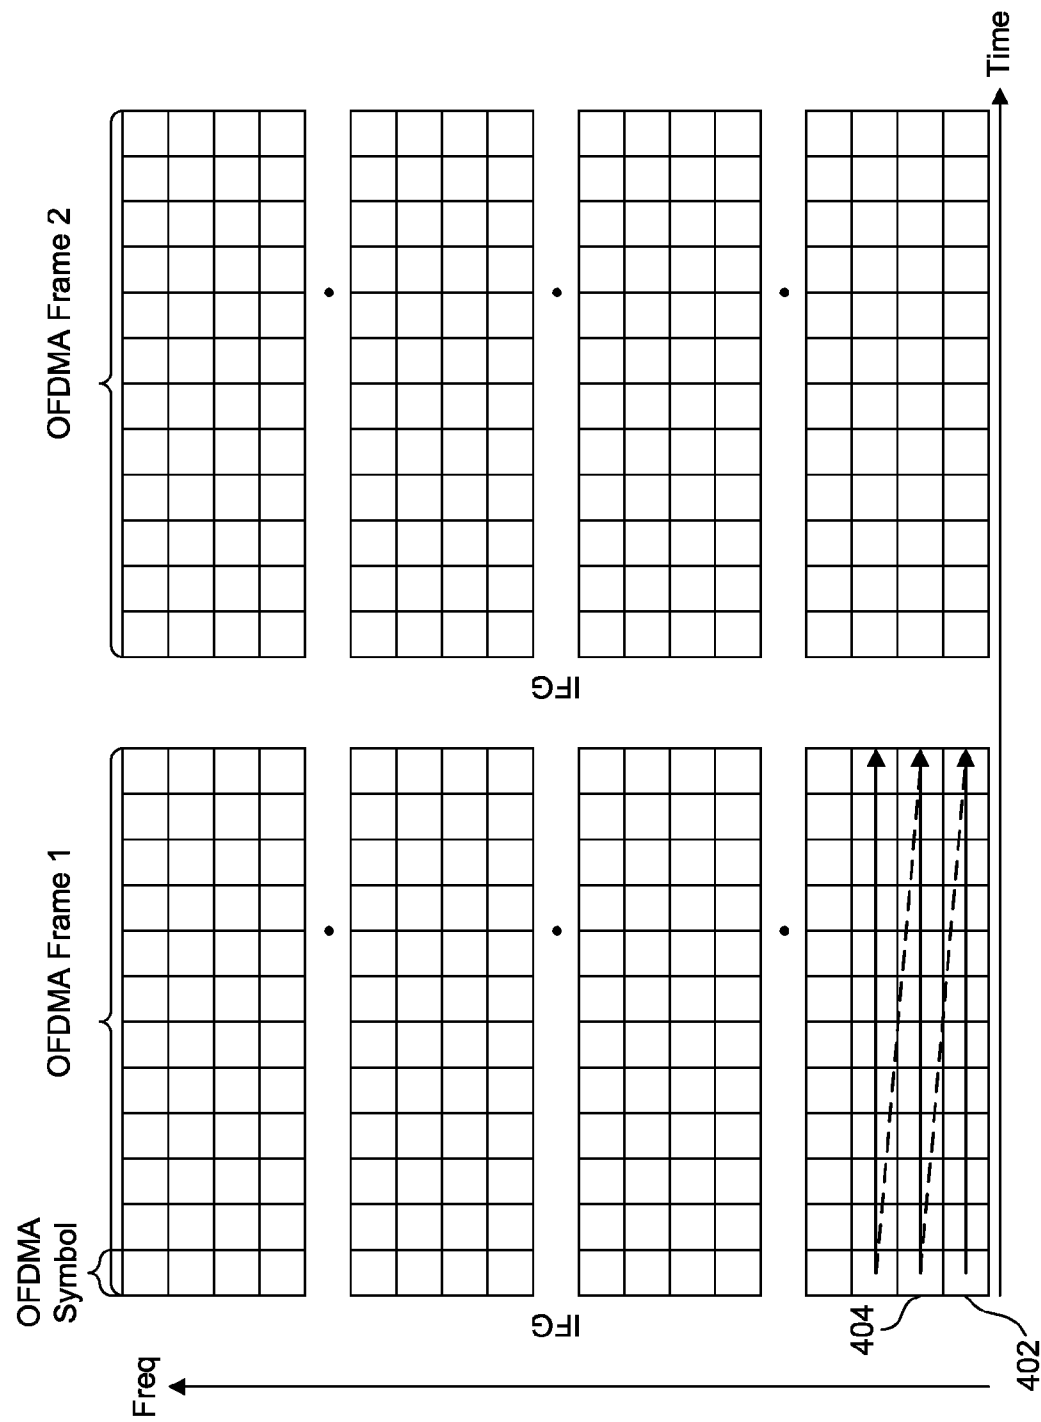 OFDMA
Symbol
OFDMA Frame 1
OFDMA Frame 2
Freq
IFG
IFG
404
402
Time